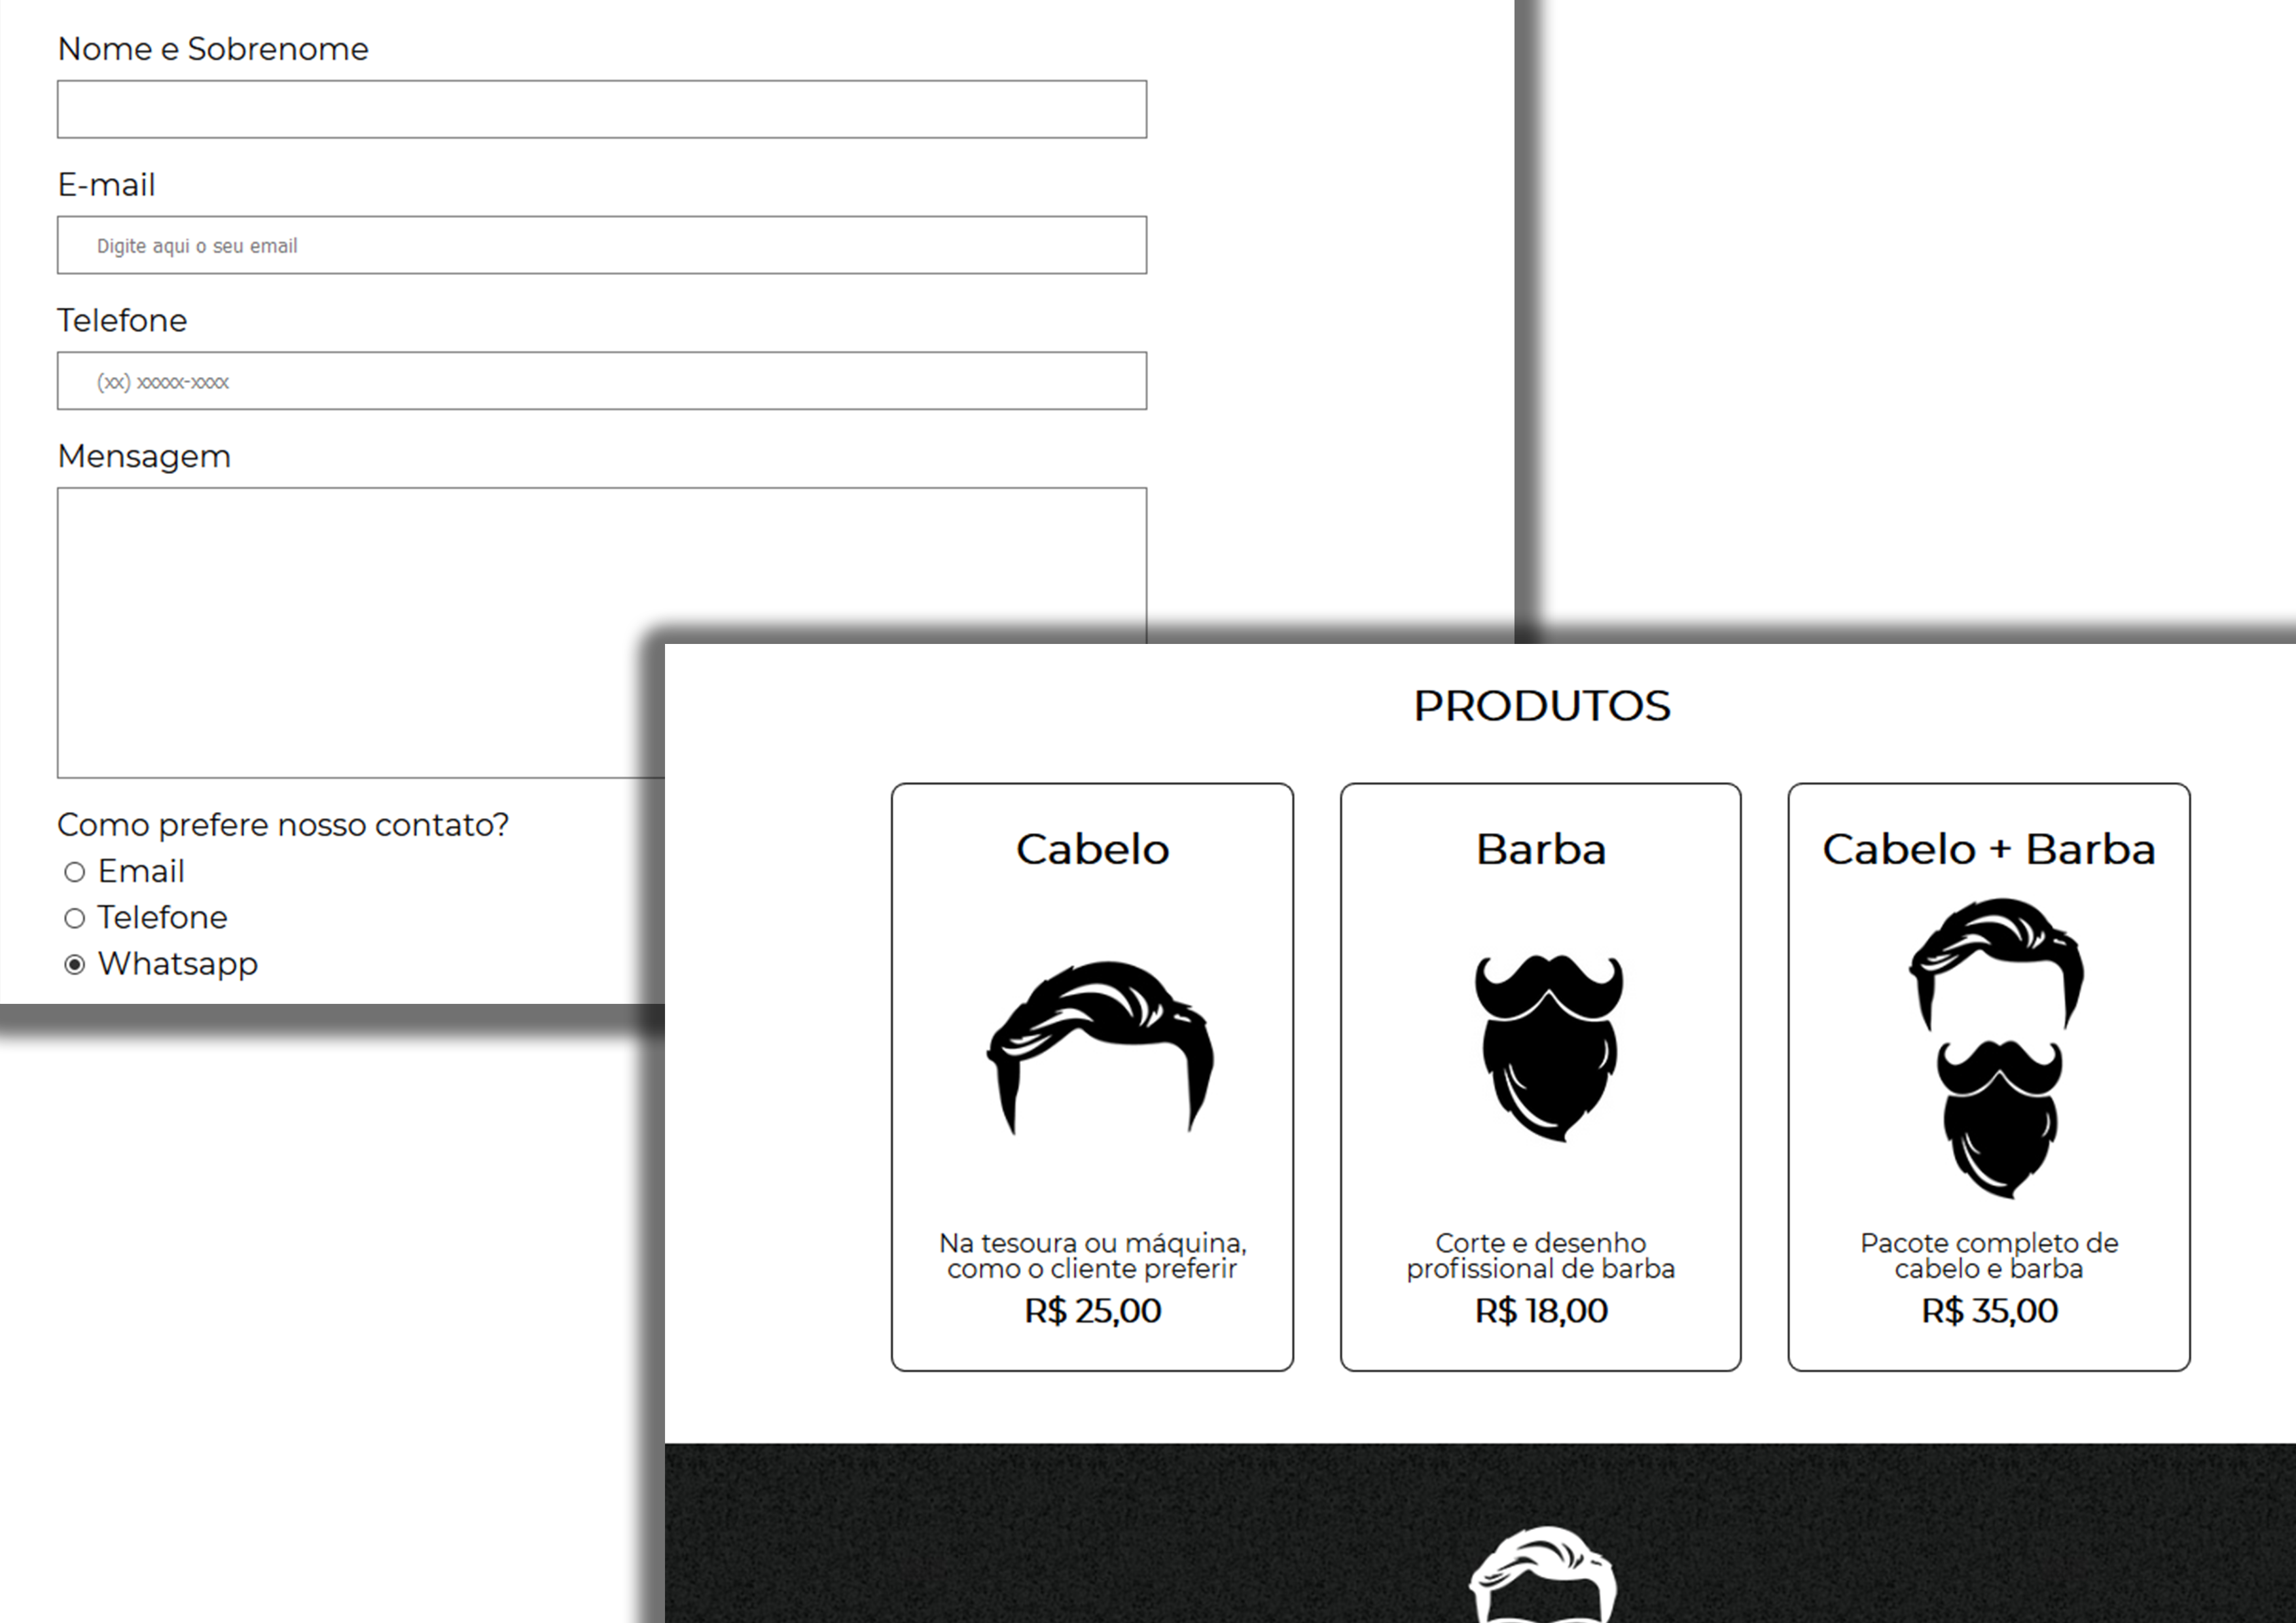 Nome e Sobrenome
E-mail
Digite aqui o seu email
Telefone
(xx) xxxxx-xxxx
Mensagem
Como prefere nosso contato?
Email
Telefone
Whatsapp
PRODUTOS
Cabelo
Na tesoura ou máquina,
como o cliente preferir
R$ 25,00
Barba
Corte e desenho
profissional de barba
R$ 18,00
Cabelo + Barba
Pacote completo de
cabelo e barba
R$ 35,00